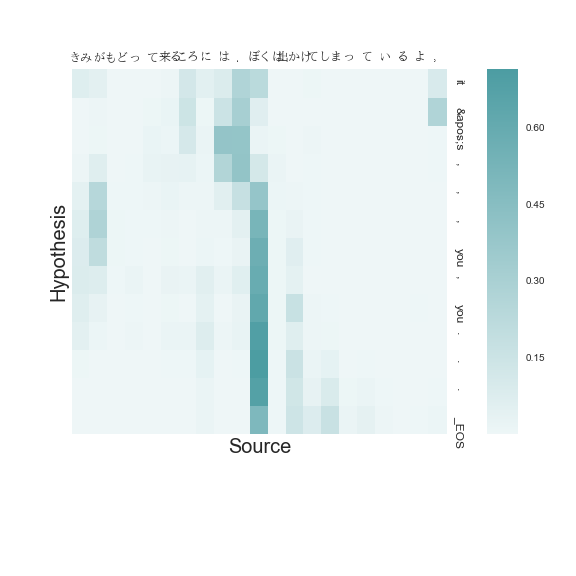 きみ が もど っ て 来る ころ に は 、 ぼく は 出かけ て しま っ て い る よ 。
it
&apos;s
,
,
,
you
,
you
.
.
.
_EOS
0.60
0.45
0.30
0.15
Hypothesis
Source